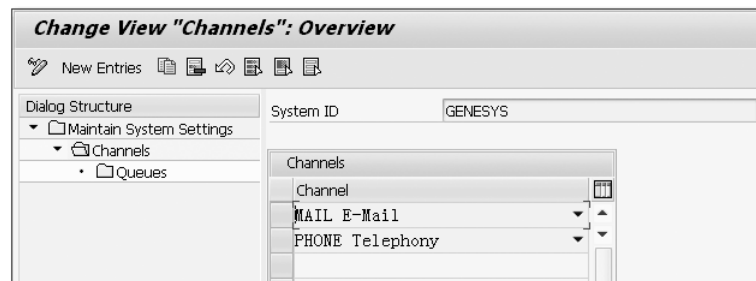 Change View "Channels": Overview
New Entries
Dialog Structure
Maintain System Settings
Channels
Queues
System ID GENESYS
Channels
Channel
MAIL E-Mail
PHONE Telephony